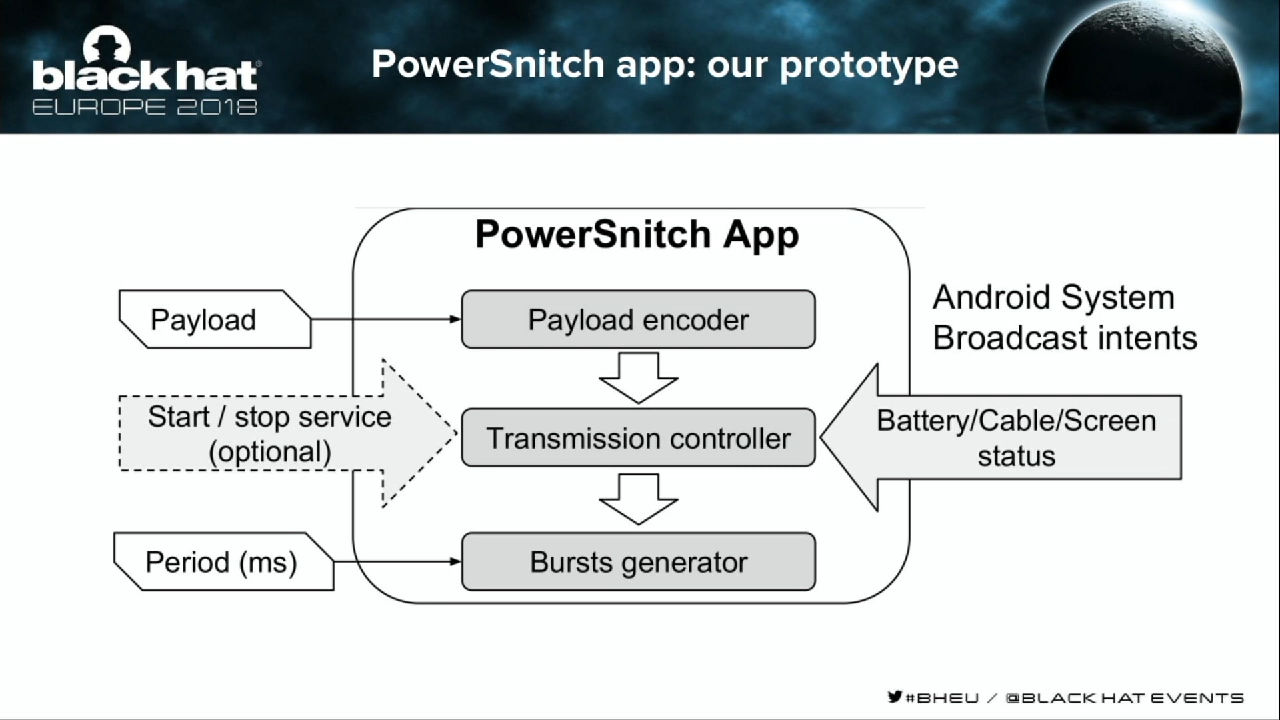 black hat
EUROPE 2018
PowerSnitch app: our prototype
PowerSnitch App
Payload
Payload encoder
Android System
Broadcast intents
Start / stop service
(optional)
Transmission controller
Battery/Cable/Screen
status
Period (ms)
Bursts generator
#BHEU / @BLACK HAT EVENTS